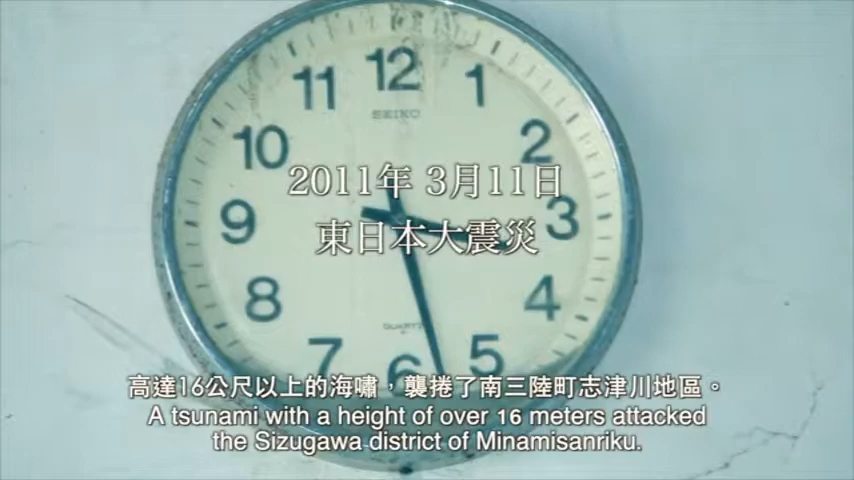 12
11
1
SEIKO
10
2
2011年 3月11日
9
3
東日本大震災
8
4
QUARTZ
7
5
6
高達16公尺以上的海嘯，襲捲了南三陸町志津川地區。
A tsunami with a height of over 16 meters attacked
the Sizugawa district of Minamisanriku.